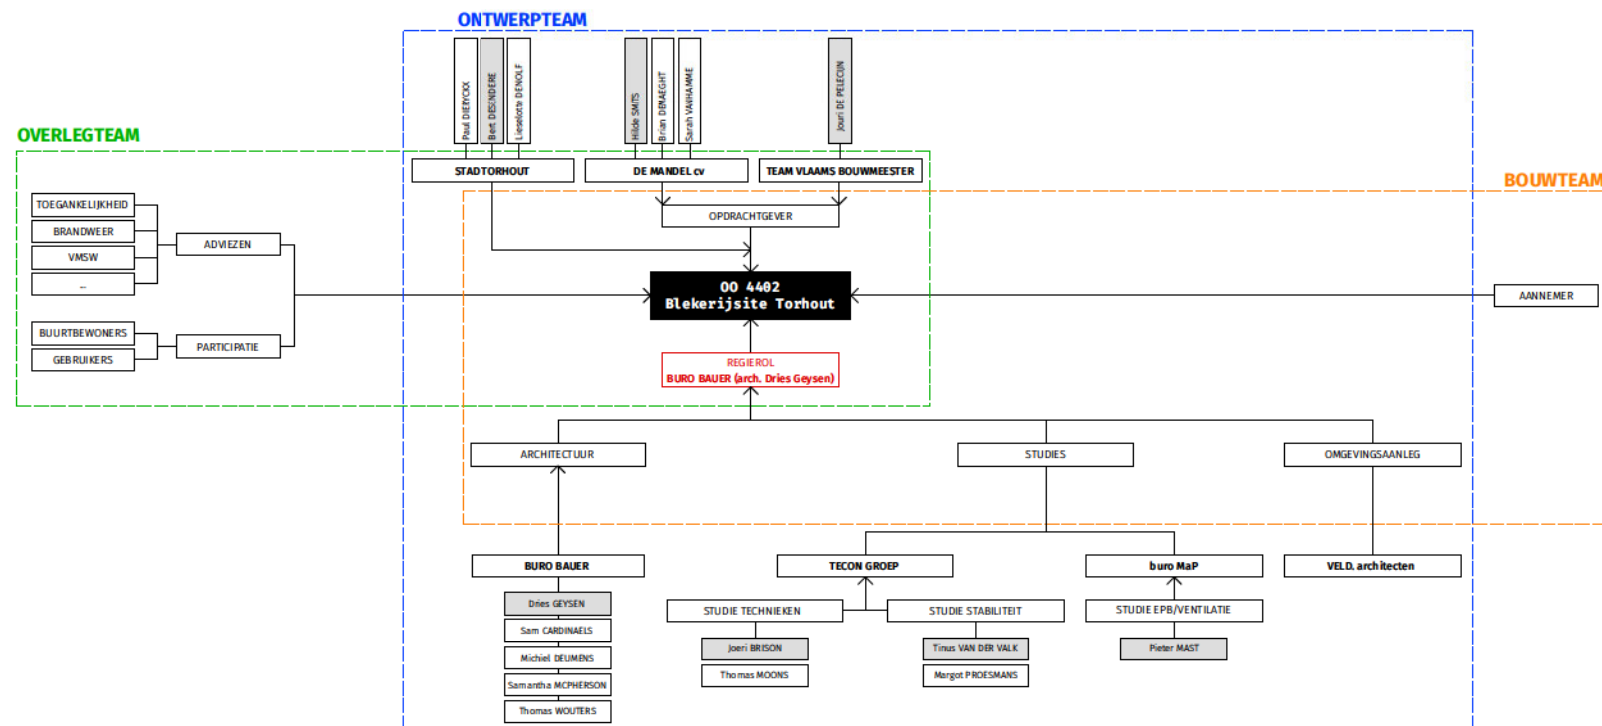 ONTWERPTEAM
Paul DIERYCKX
Bert DESENDERE
Lieselotte DENOLF
Hilde SMITS
Brian DEMAEGHT
Sarah VANHAMME
Jouri DE PELECIJN
OVERLEGTEAM
STAD TORHOUT
DE MANDEL cv
TEAM VLAAMS BOUWMEESTER
BOUWTEAM
TOEGANKELIJKHEID
BRANDWEER
VMSW
...
ADVIEZEN
OPDRACHTGEVER
OO 4402
Blekerijsite Torhout
AANNEMER
BUURTBEWONERS
GEBRUIKERS
PARTICIPATIE
REGIEROL
BURO BAUER (arch. Dries Geysen)
ARCHITECTUUR
STUDIES
OMGEVINGSAANLEG
BURO BAUER
TECON GROEP
buro MaP
VELD. architecten
Dries GEYSEN
Sam CARDINAELS
Michiel DEUMENS
Samantha MCPHERSON
Thomas WOUTERS
STUDIE TECHNIEKEN
STUDIE STABILITEIT
STUDIE EPB/VENTILATIE
Joeri BRISON
Thomas MOONS
Tinus VAN DER VALK
Margot PROESMANS
Pieter MAST